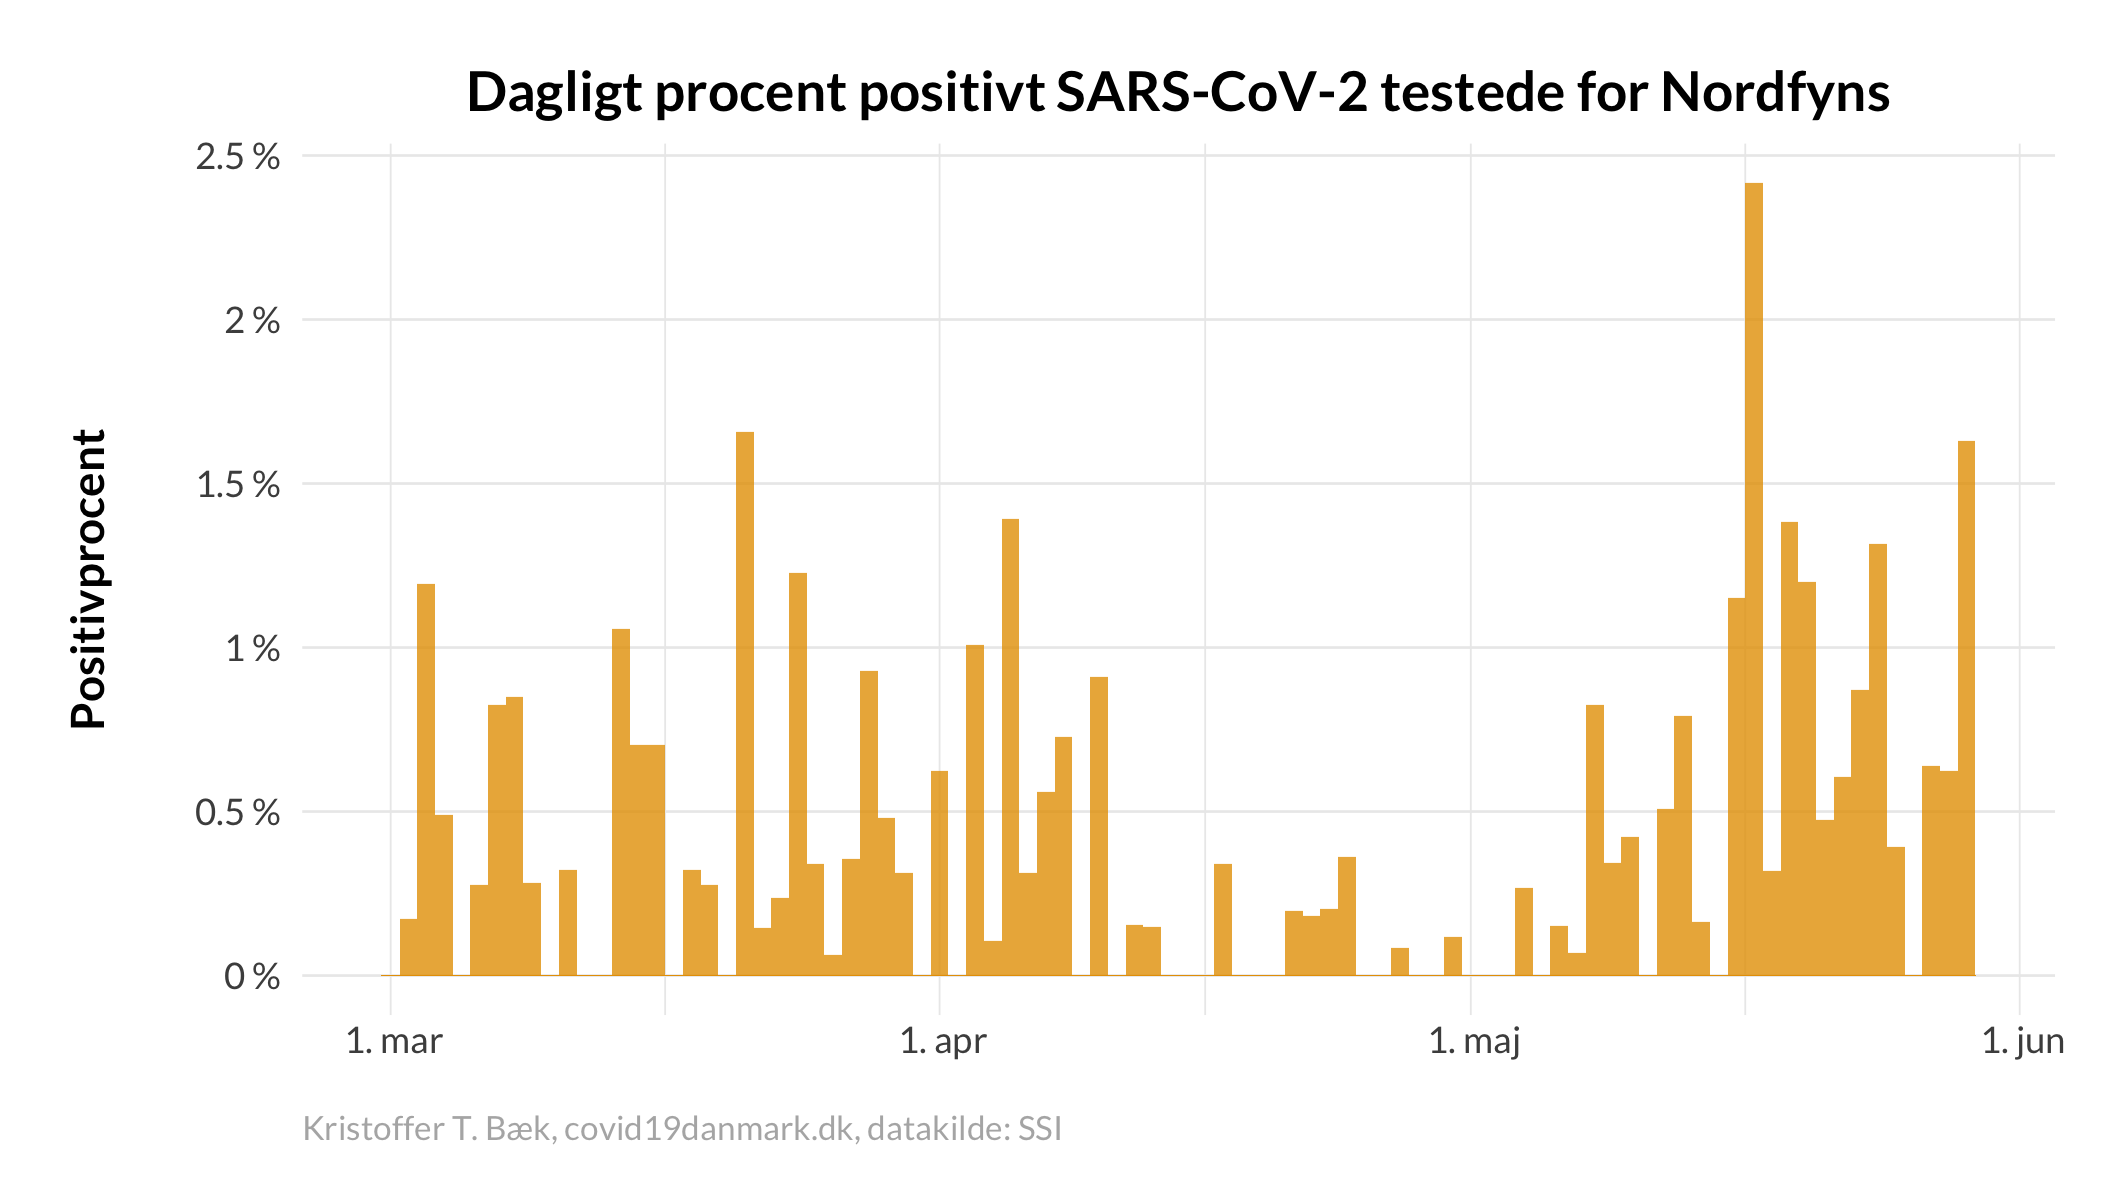 Dagligt procent positivt SARS-CoV-2 testede for Nordfyns
Positivprocent
2.5 %
2 %
1.5 %
1 %
0.5 %
0 %
1. mar
1. apr
1. maj
1. jun
Kristoffer T. Bæk, covid19danmark.dk, datakilde: SSI